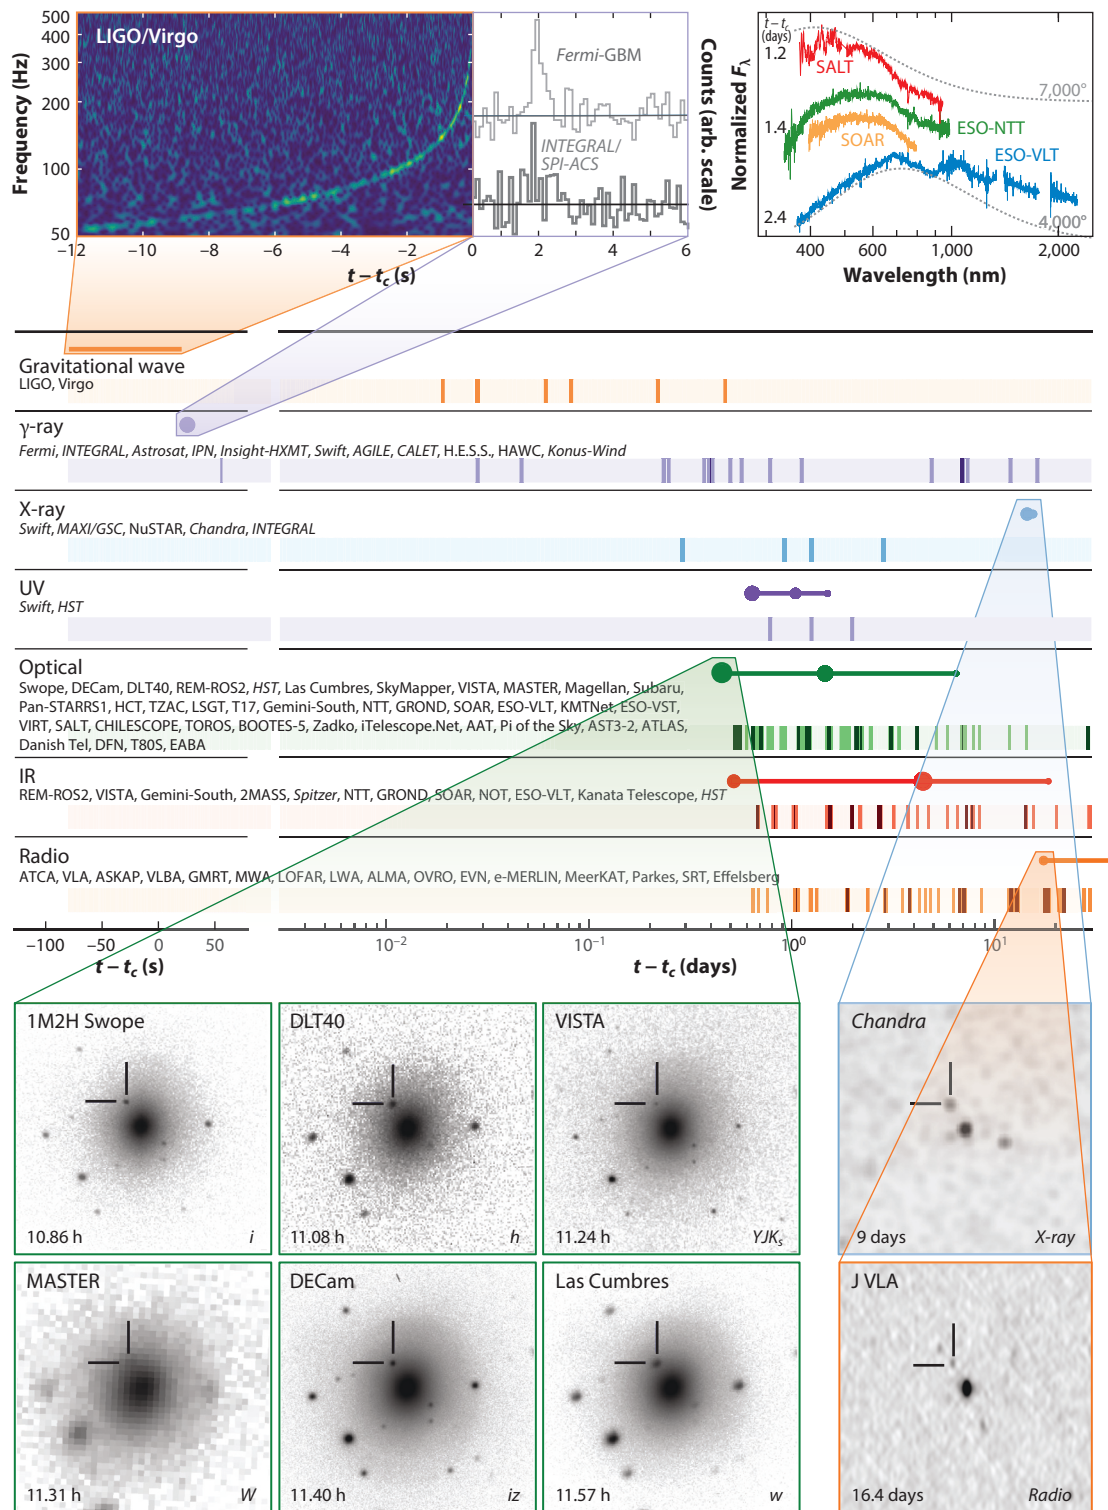 LIGO/Virgo
Frequency (Hz)
500
400
300
200
100
50
−12
−10
−8
−6
−4
−2
0
t − tc (s)
Fermi-GBM
INTEGRAL/
SPI-ACS
Counts (arb. scale)
0
2
4
6
Normalized Fλ
t − tc
(days)
1.2
1.4
2.4
SALT
7,000°
ESO-NTT
SOAR
ESO-VLT
4,000°
400
600
1,000
2,000
Wavelength (nm)
Gravitational wave
LIGO, Virgo
γ-ray
Fermi, INTEGRAL, Astrosat, IPN, Insight-HXMT, Swift, AGILE, CALET, H.E.S.S., HAWC, Konus-Wind
X-ray
Swift, MAXI/GSC, NuSTAR, Chandra, INTEGRAL
UV
Swift, HST
Optical
Swope, DECam, DLT40, REM-ROS2, HST, Las Cumbres, SkyMapper, VISTA, MASTER, Magellan, Subaru,
Pan-STARRS1, HCT, TZAC, LSGT, T17, Gemini-South, NTT, GROND, SOAR, ESO-VLT, KMTNet, ESO-VST,
VIRT, SALT, CHILESCOPE, TOROS, BOOTES-5, Zadko, iTelescope.Net, AAT, Pi of the Sky, AST3-2, ATLAS,
Danish Tel, DFN, T80S, EABA
IR
REM-ROS2, VISTA, Gemini-South, 2MASS, Spitzer, NTT, GROND, SOAR, NOT, ESO-VLT, Kanata Telescope, HST
Radio
ATCA, VLA, ASKAP, VLBA, GMRT, MWA, LOFAR, LWA, ALMA, OVRO, EVN, e-MERLIN, MeerKAT, Parkes, SRT, Effelsberg
−100
−50
0
50
t − tc (s)
10⁻²
10⁻¹
10⁰
10¹
t − tc (days)
1M2H Swope
10.86 h
i
DLT40
11.08 h
h
VISTA
11.24 h
YJKs
Chandra
9 days
X-ray
MASTER
11.31 h
W
DECam
11.40 h
iz
Las Cumbres
11.57 h
w
J VLA
16.4 days
Radio